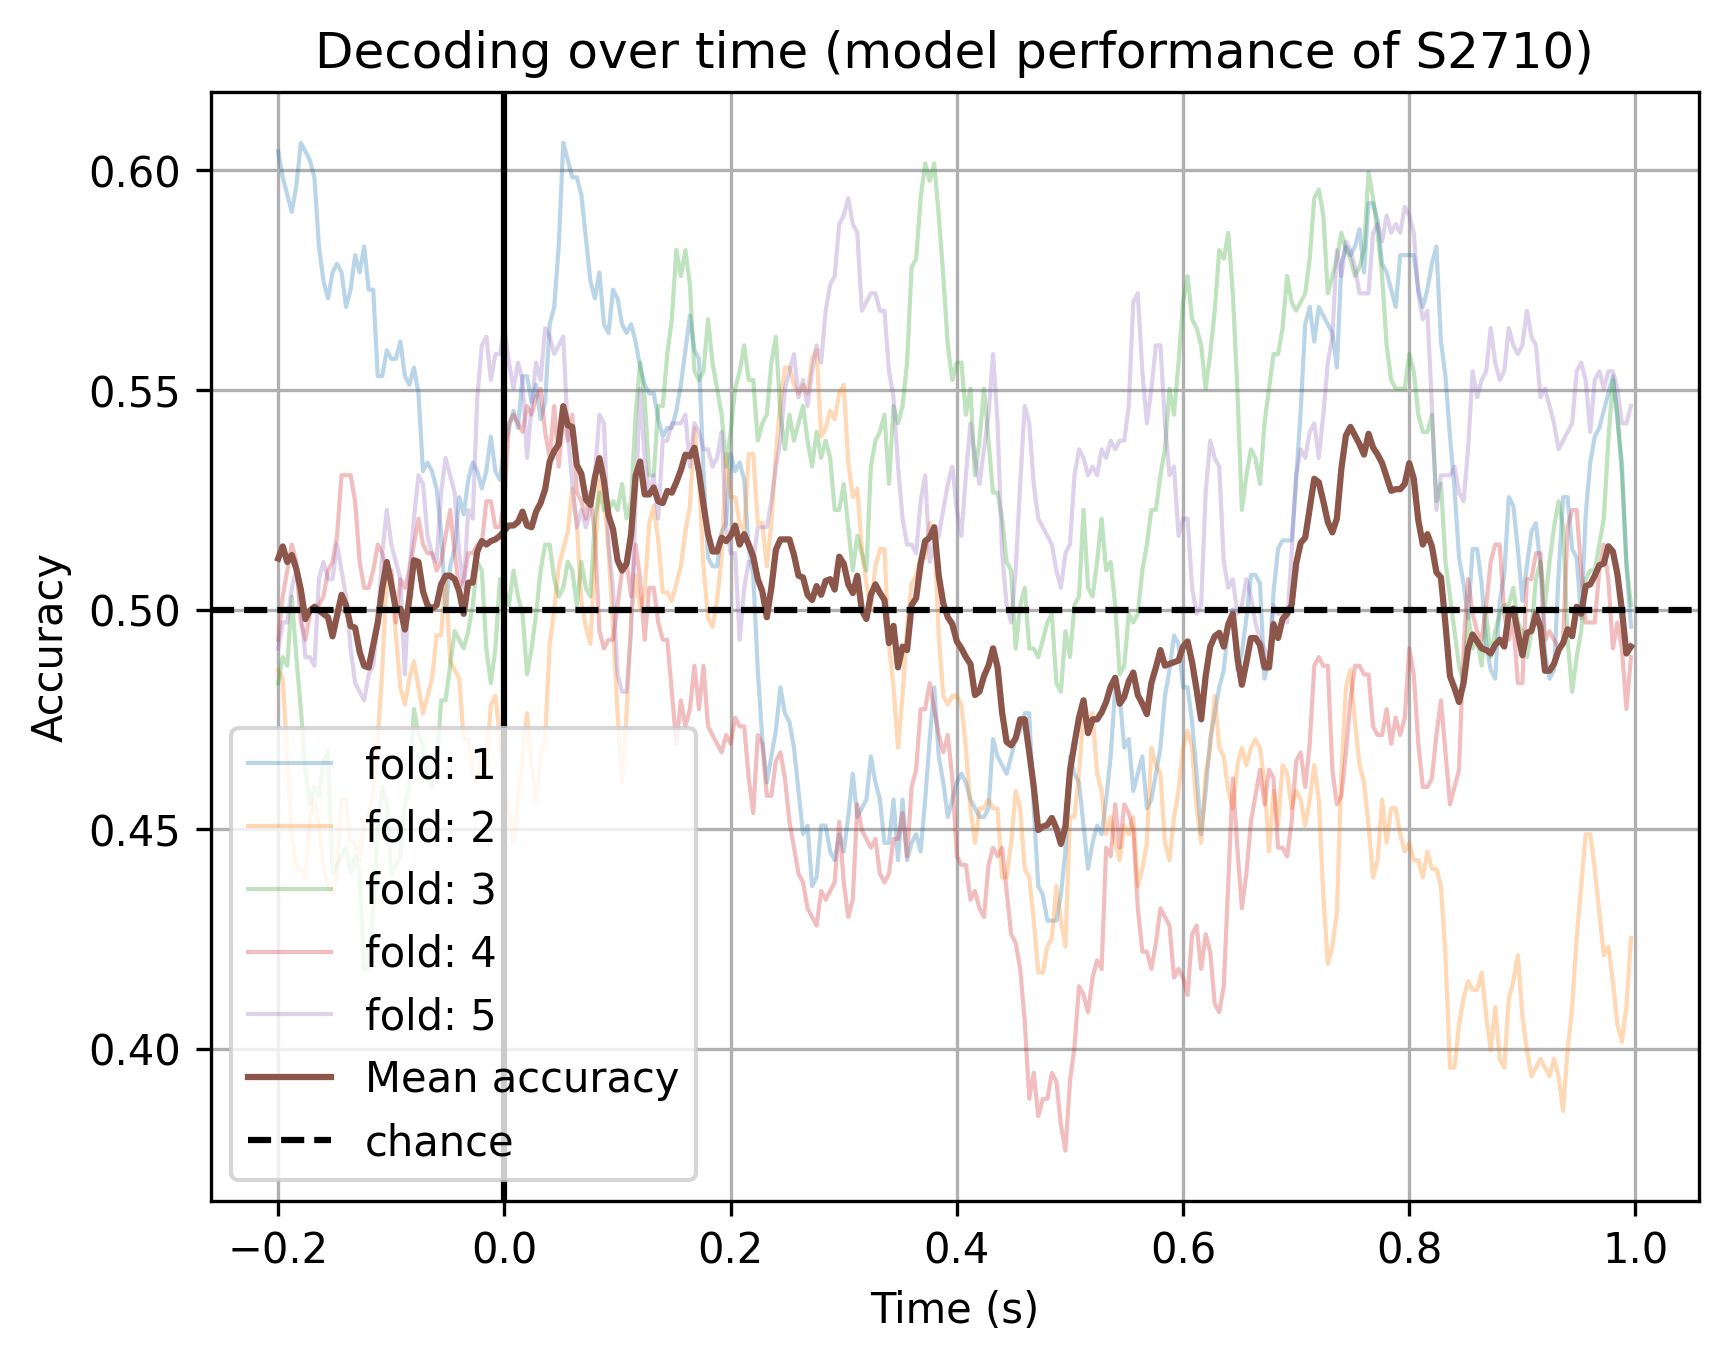 Decoding over time (model performance of S2710)
0.60
0.55
0.50
0.45
0.40
Accuracy
fold: 1
fold: 2
fold: 3
fold: 4
fold: 5
Mean accuracy
chance
−0.2 0.0 0.2 0.4 0.6 0.8 1.0
Time (s)